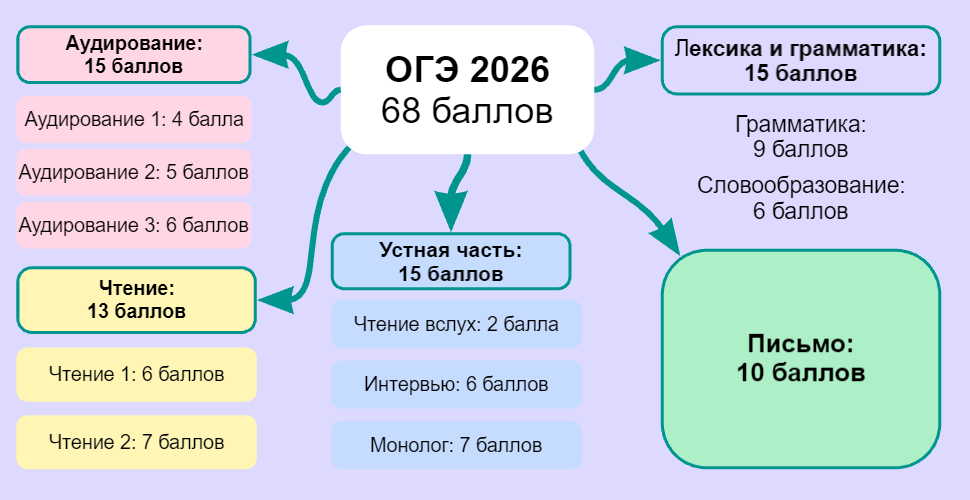 ОГЭ 2026
68 баллов
Аудирование:
15 баллов
Аудирование 1: 4 балла
Аудирование 2: 5 баллов
Аудирование 3: 6 баллов
Чтение:
13 баллов
Чтение 1: 6 баллов
Чтение 2: 7 баллов
Устная часть:
15 баллов
Чтение вслух: 2 балла
Интервью: 6 баллов
Монолог: 7 баллов
Лексика и грамматика:
15 баллов
Грамматика:
9 баллов
Словообразование:
6 баллов
Письмо:
10 баллов